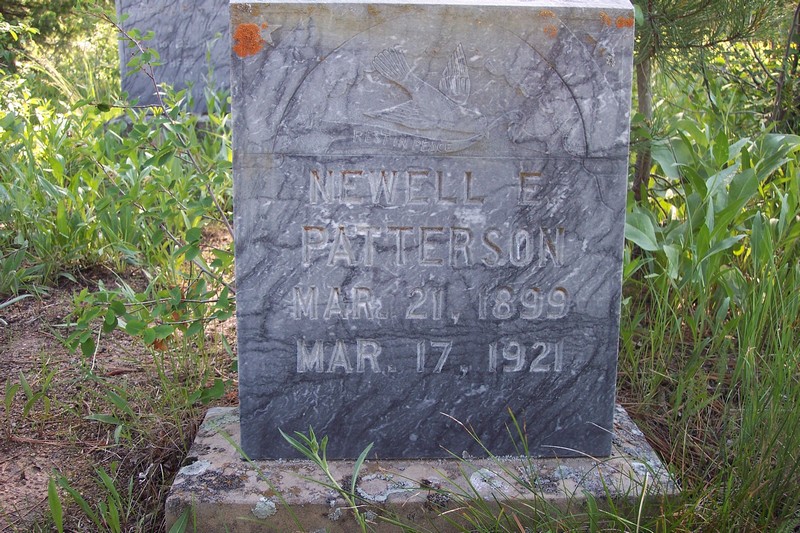 REST IN PEACE
NEWELL E.
PATTERSON
MAR. 21, 1899
MAR. 17, 1921.